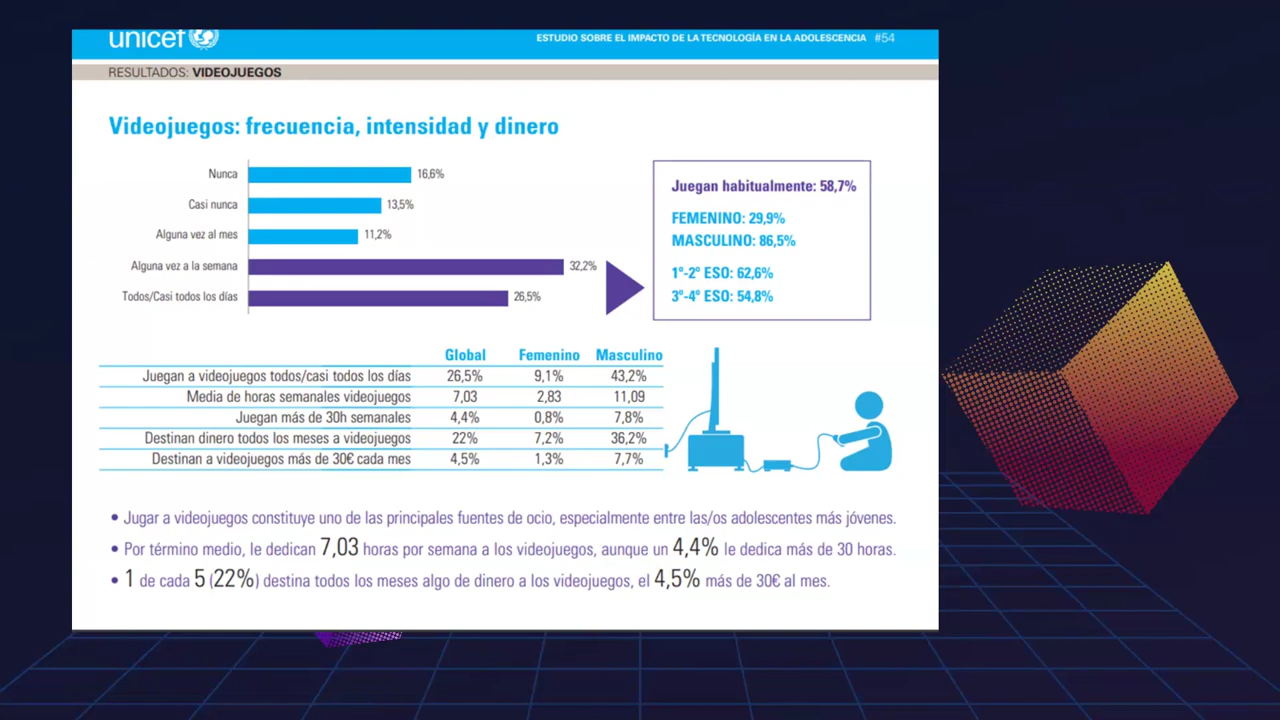 unicef
ESTUDIO SOBRE EL IMPACTO DE LA TECNOLOGÍA EN LA ADOLESCENCIA #54
RESULTADOS: VIDEOJUEGOS
Videojuegos: frecuencia, intensidad y dinero
Nunca 16,6%
Casi nunca 13,5%
Alguna vez al mes 11,2%
Alguna vez a la semana 32,2%
Todos/Casi todos los días 26,5%
Juegan habitualmente: 58,7%
FEMENINO: 29,9%
MASCULINO: 86,5%
1º-2º ESO: 62,6%
3º-4º ESO: 54,8%
Global Femenino Masculino
Juegan a videojuegos todos/casi todos los días 26,5% 9,1% 43,2%
Media de horas semanales videojuegos 7,03 2,83 11,09
Juegan más de 30h semanales 4,4% 0,8% 7,8%
Destinan dinero todos los meses a videojuegos 22% 7,2% 36,2%
Destinan a videojuegos más de 30€ cada mes 4,5% 1,3% 7,7%
• Jugar a videojuegos constituye uno de las principales fuentes de ocio, especialmente entre las/os adolescentes más jóvenes.
• Por término medio, le dedican 7,03 horas por semana a los videojuegos, aunque un 4,4% le dedica más de 30 horas.
• 1 de cada 5 (22%) destina todos los meses algo de dinero a los videojuegos, el 4,5% más de 30€ al mes.